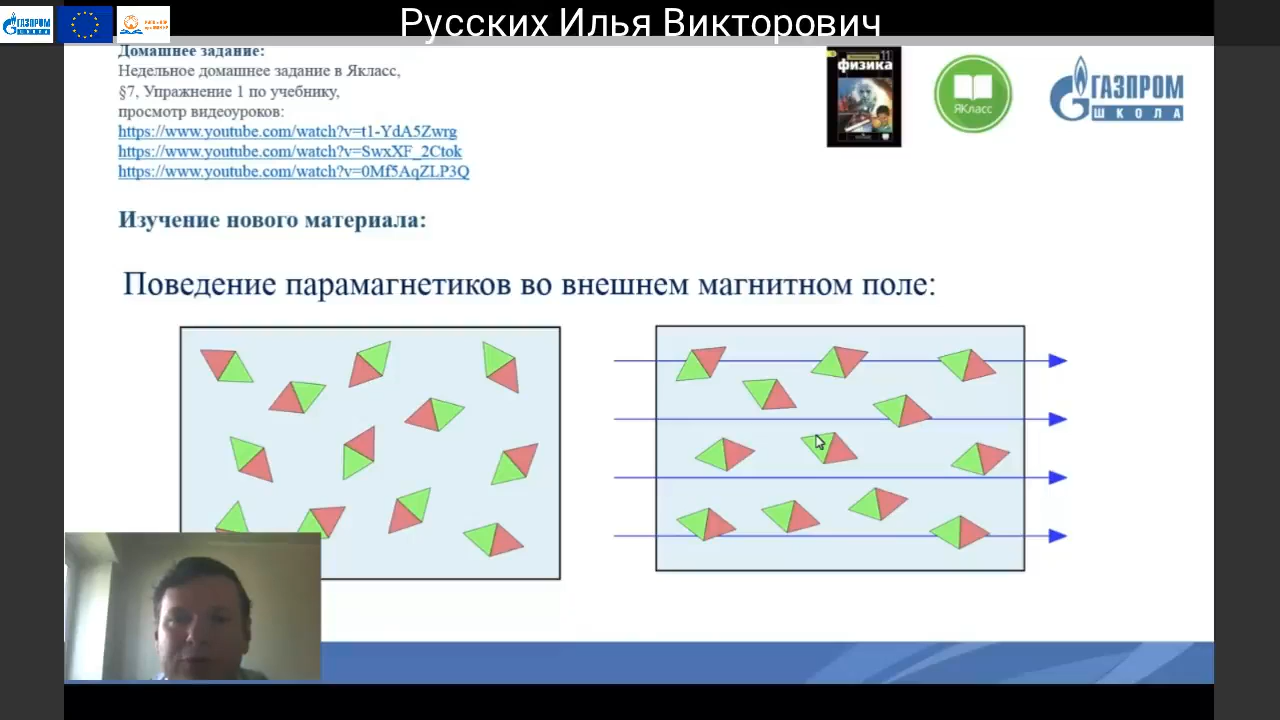 Русских Илья Викторович
ГАЗПРОМ
ШКОЛА
Домашнее задание:
Недельное домашнее задание в Якласс,
§7, Упражнение 1 по учебнику,
просмотр видеоуроков:
https://www.youtube.com/watch?v=t1-YdA5Zwrg
https://www.youtube.com/watch?v=SwxXF_2Ctok
https://www.youtube.com/watch?v=0Mf5AqZLP3Q
11
физика
ЯКласс
ГАЗПРОМ
ШКОЛА
Изучение нового материала:
Поведение парамагнетиков во внешнем магнитном поле: